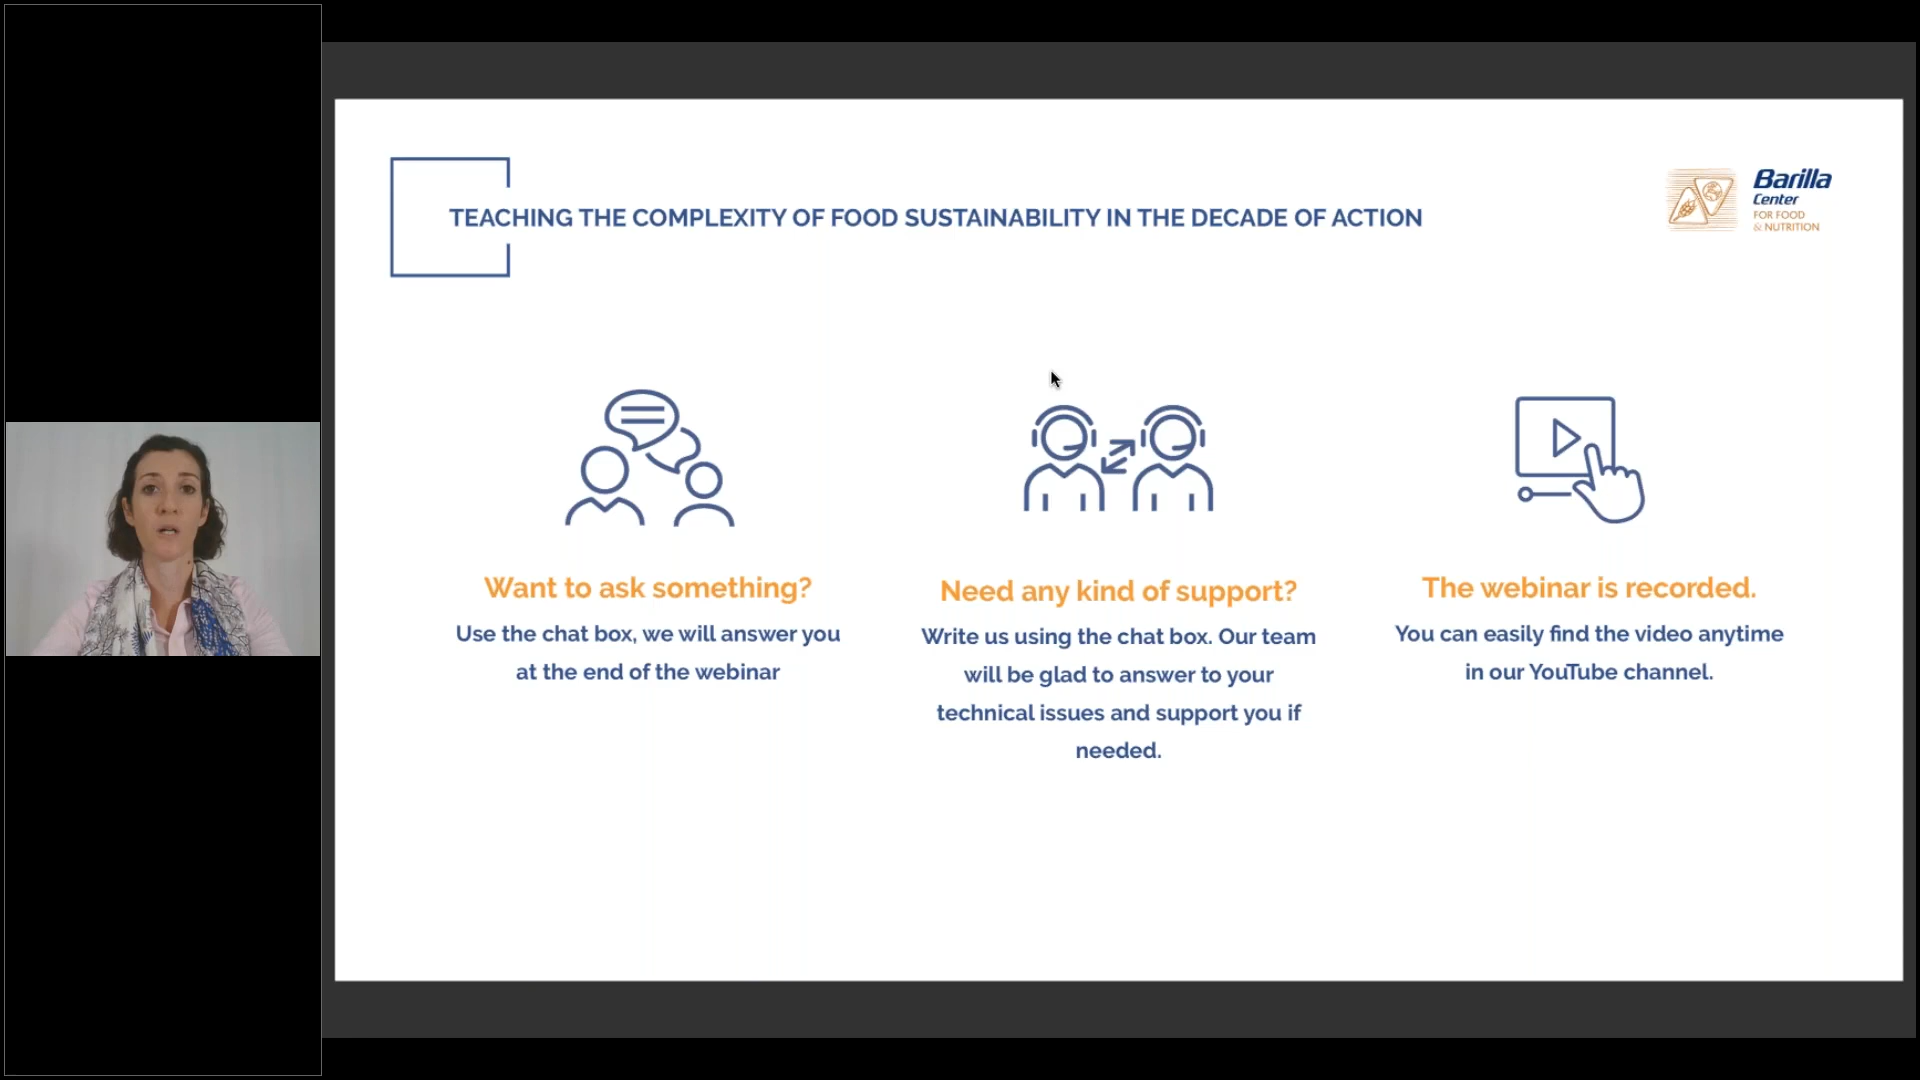 TEACHING THE COMPLEXITY OF FOOD SUSTAINABILITY IN THE DECADE OF ACTION
Barilla
Center
FOR FOOD
& NUTRITION
Want to ask something?
Use the chat box, we will answer you
at the end of the webinar
Need any kind of support?
Write us using the chat box. Our team
will be glad to answer to your
technical issues and support you if
needed.
The webinar is recorded.
You can easily find the video anytime
in our YouTube channel.